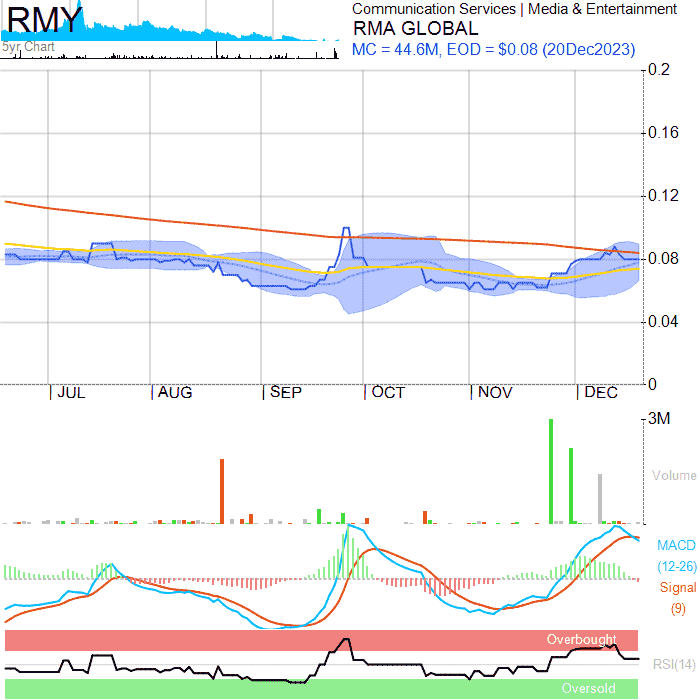 RMY
Communication Services | Media & Entertainment
RMA GLOBAL
5yr Chart
MC = 44.6M, EOD = $0.08 (20Dec2023)
0.2
0.16
0.12
0.08
0.04
0
JUL AUG SEP OCT NOV DEC
3M
Volume
MACD
(12-26)
Signal
(9)
Overbought
RSI(14)
Oversold